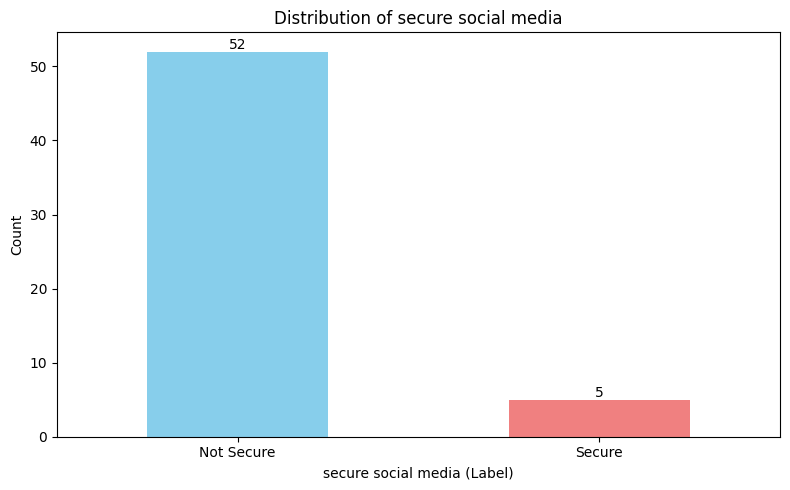 Distribution of secure social media
52
5
50
40
30
20
10
0
Count
Not Secure
Secure
secure social media (Label)